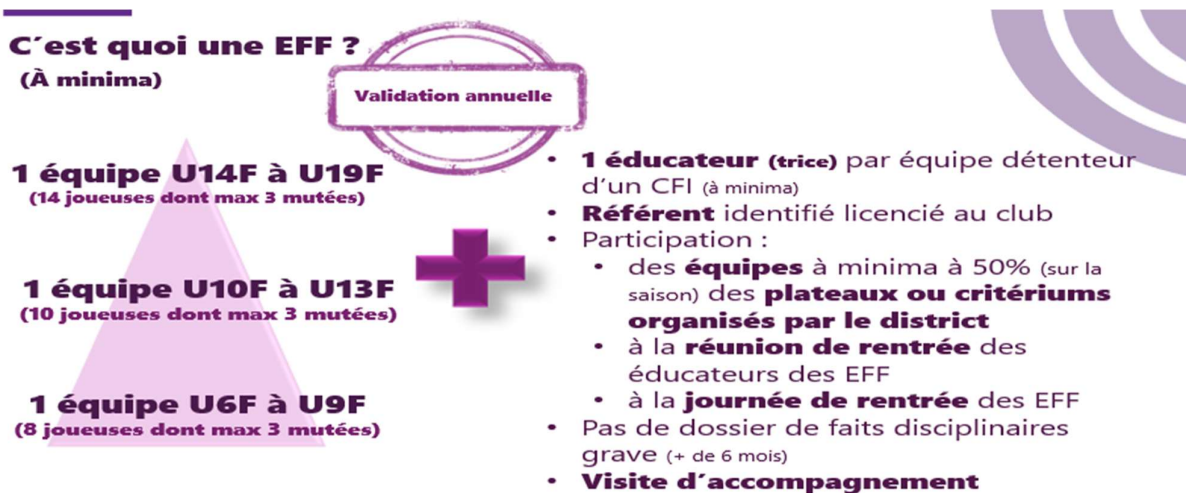 C´est quoi une EFF ?
(À minima)
Validation annuelle
1 équipe U14F à U19F
(14 joueuses dont max 3 mutées)
1 équipe U10F à U13F
(10 joueuses dont max 3 mutées)
1 équipe U6F à U9F
(8 joueuses dont max 3 mutées)
• 1 éducateur (trice) par équipe détenteur
d´un CFI (à minima)
• Référent identifié licencié au club
• Participation :
• des équipes à minima à 50% (sur la
saison) des plateaux ou critériums
organisés par le district
• à la réunion de rentrée des
éducateurs des EFF
• à la journée de rentrée des EFF
• Pas de dossier de faits disciplinaires
grave (+ de 6 mois)
• Visite d´accompagnement